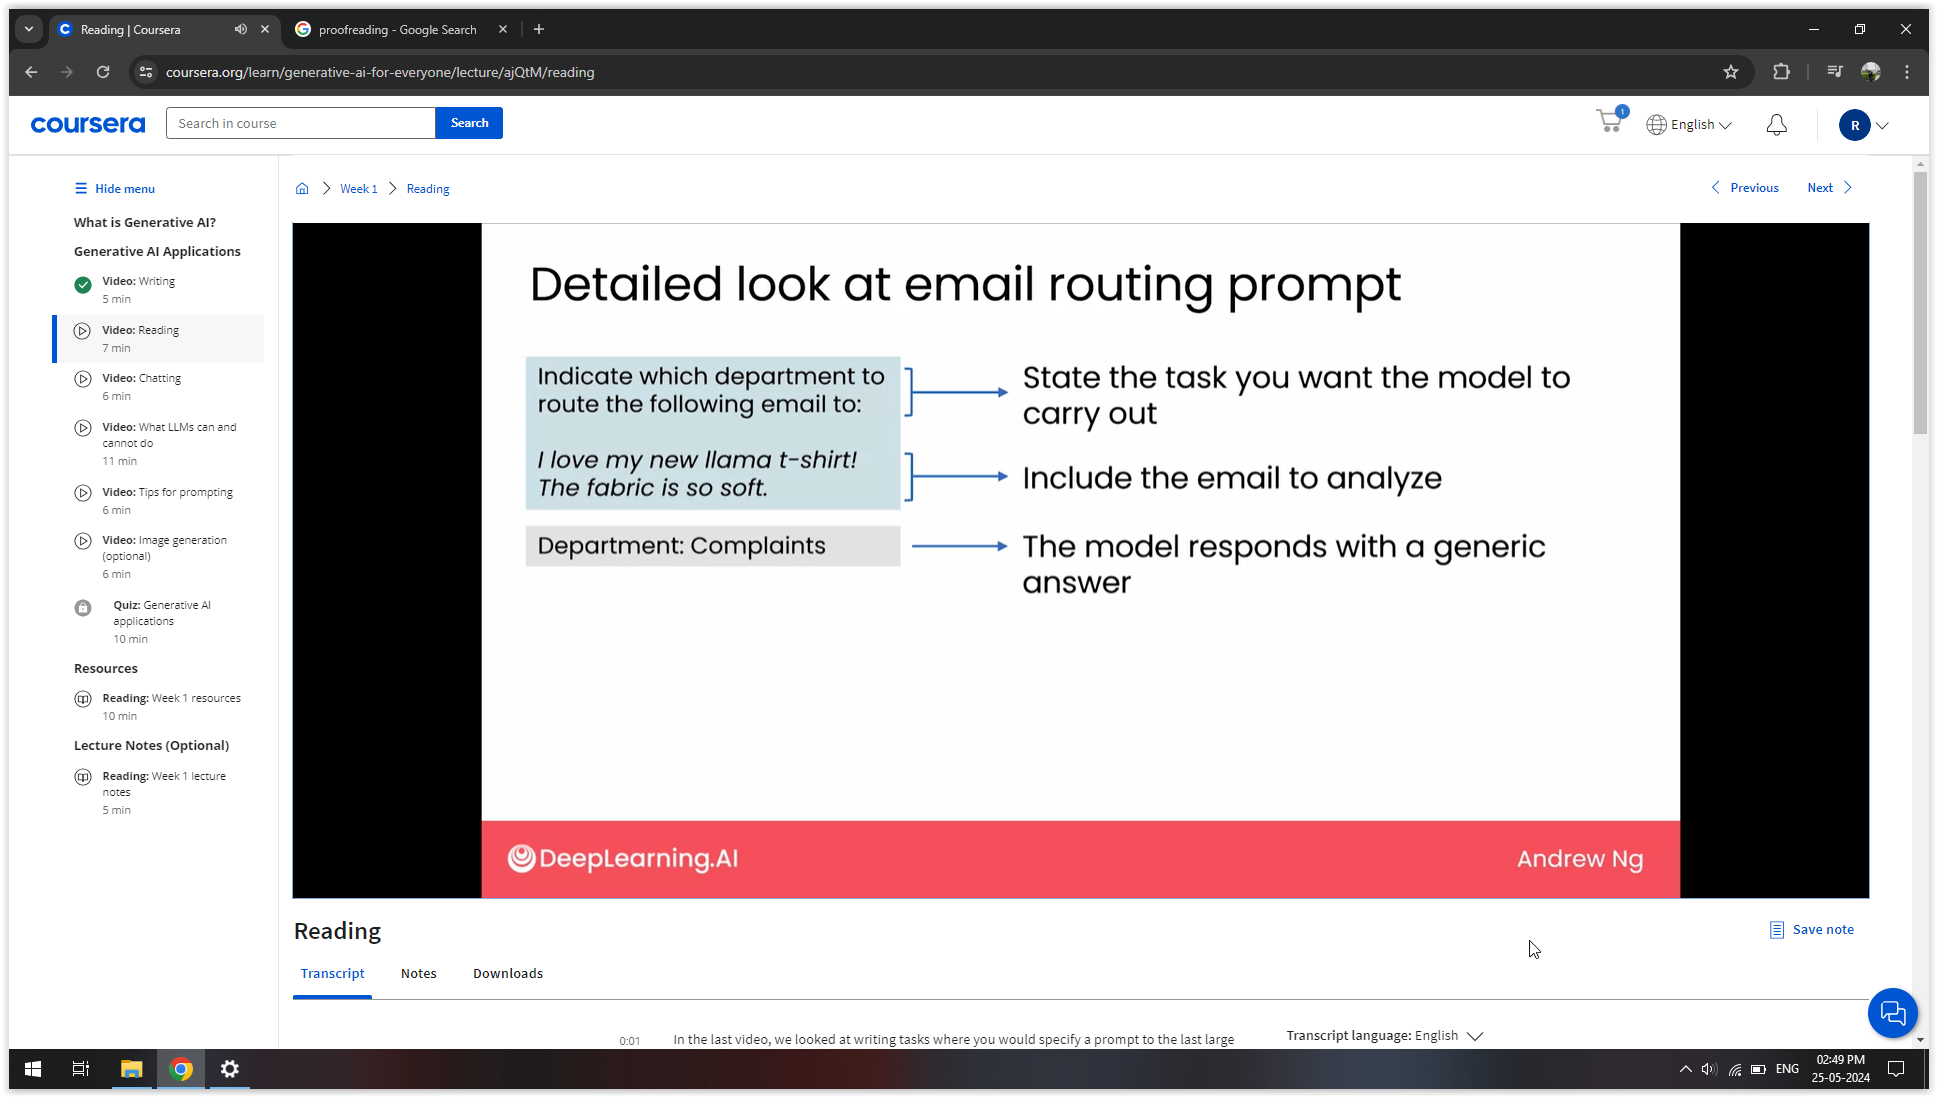 Reading | Coursera
proofreading - Google Search
coursera.org/learn/generative-ai-for-everyone/lecture/ajQtM/reading
coursera
Search in course
Search
1
English
R
Hide menu
What is Generative AI?
Generative AI Applications
Video: Writing
5 min
Video: Reading
7 min
Video: Chatting
6 min
Video: What LLMs can and
cannot do
11 min
Video: Tips for prompting
6 min
Video: Image generation
(optional)
6 min
Quiz: Generative AI
applications
10 min
Resources
Reading: Week 1 resources
10 min
Lecture Notes (Optional)
Reading: Week 1 lecture
notes
5 min
Week 1
Reading
Previous
Next
Detailed look at email routing prompt
Indicate which department to
route the following email to:
I love my new llama t-shirt!
The fabric is so soft.
Department: Complaints
State the task you want the model to
carry out
Include the email to analyze
The model responds with a generic
answer
DeepLearning.AI
Andrew Ng
Reading
Save note
Transcript
Notes
Downloads
0:01
In the last video, we looked at writing tasks where you would specify a prompt to the last large
Transcript language: English
ENG
02:49 PM
25-05-2024